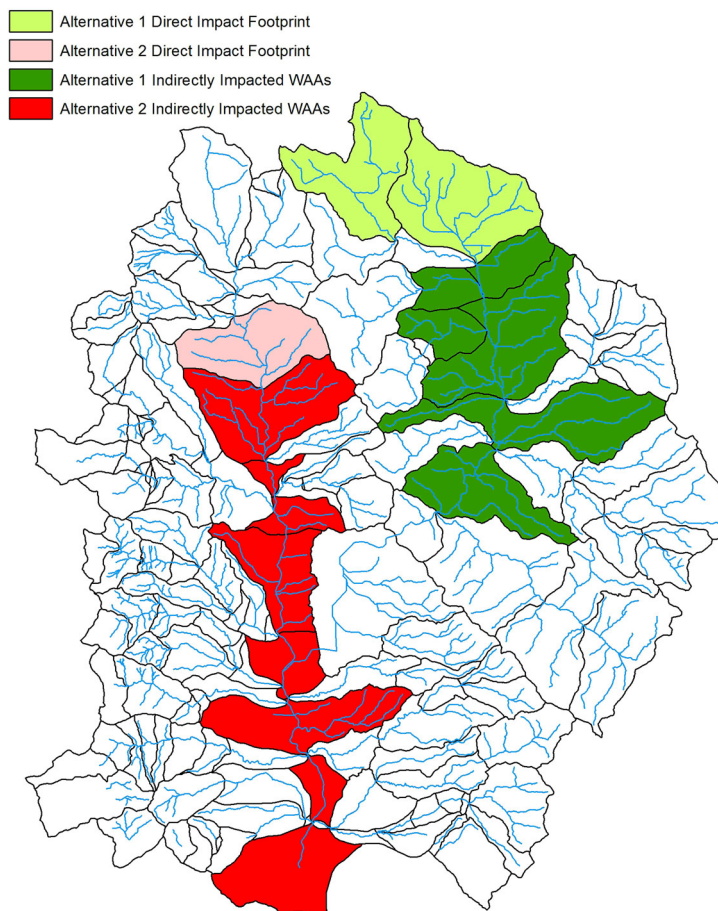 Alternative 1 Direct Impact Footprint
Alternative 2 Direct Impact Footprint
Alternative 1 Indirectly Impacted WAAs
Alternative 2 Indirectly Impacted WAAs